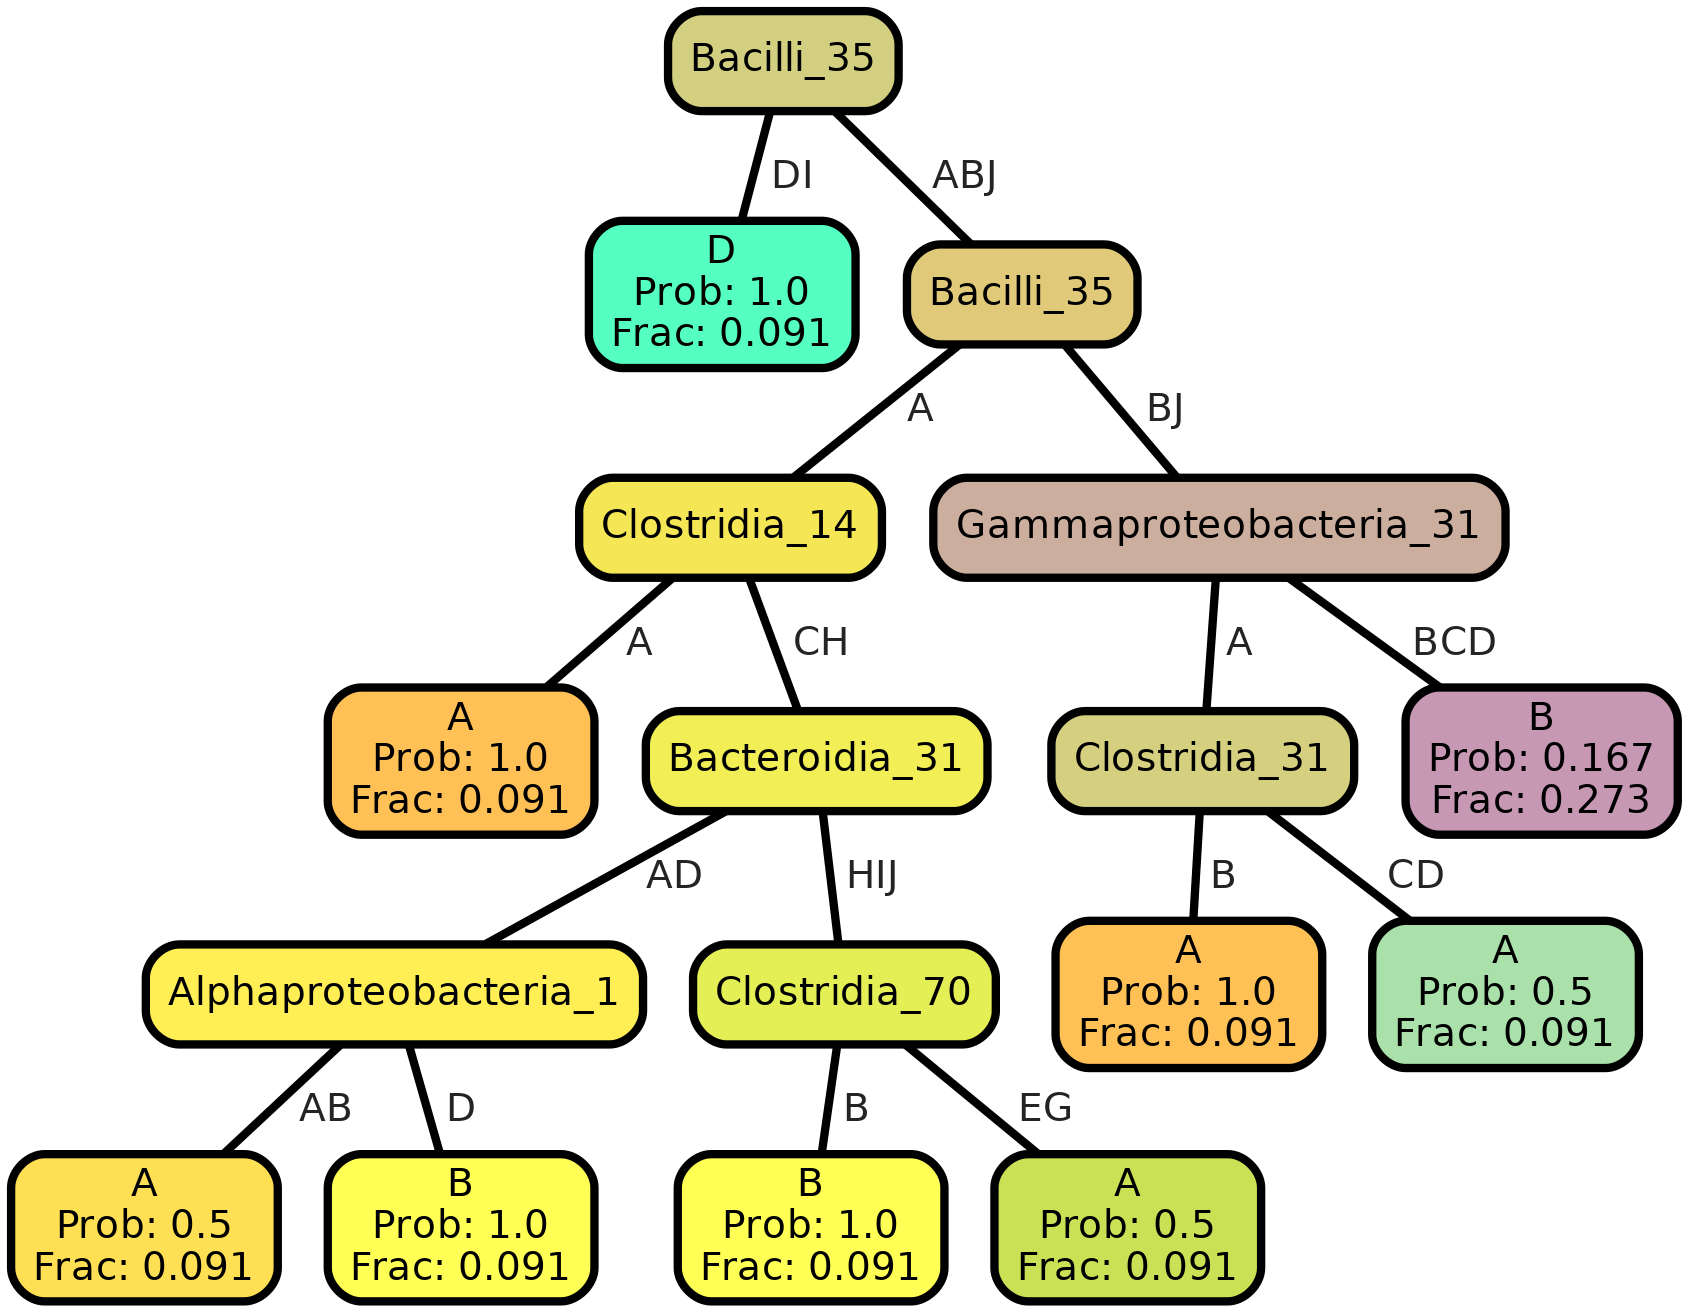 Bacilli_35
DI
ABJ
D
Prob: 1.0
Frac: 0.091
Bacilli_35
A
BJ
Clostridia_14
Gammaproteobacteria_31
A
CH
A
BCD
A
Prob: 1.0
Frac: 0.091
Bacteroidia_31
Clostridia_31
B
Prob: 0.167
Frac: 0.273
AD
HIJ
B
CD
Alphaproteobacteria_1
Clostridia_70
A
Prob: 1.0
Frac: 0.091
A
Prob: 0.5
Frac: 0.091
AB
D
B
EG
A
Prob: 0.5
Frac: 0.091
B
Prob: 1.0
Frac: 0.091
B
Prob: 1.0
Frac: 0.091
A
Prob: 0.5
Frac: 0.091